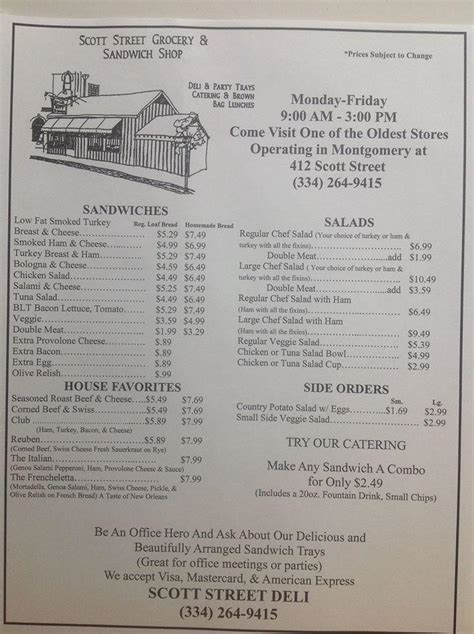 SCOTT STREET GROCERY &
SANDWICH SHOP
*Prices Subject to Change
DELI & PARTY TRAYS
CATERING & BROWN
BAG LUNCHES
Monday-Friday
9:00 AM - 3:00 PM
Come Visit One of the Oldest Stores
Operating in Montgomery at
412 Scott Street
(334) 264-9415
SANDWICHES
Low Fat Smoked Turkey Reg. Loaf Bread Homemade Bread
Breast & Cheese $5.29 $7.49
Smoked Ham & Cheese $4.99 $6.99
Turkey Breast & Ham $5.49 $7.49
Bologna & Cheese $4.29 $6.49
Chicken Salad $4.50 $6.49
Salami & Cheese $5.25 $7.49
Tuna Salad $4.49 $6.49
BLT Bacon Lettuce, Tomato $5.29 $7.49
Veggie $3.59 $6.49
Double Meat $1.99 $3.29
Extra Provolone Cheese $.89
Extra Bacon $.99
Extra Egg $.89
Olive Relish $.99
HOUSE FAVORITES
Seasoned Roast Beef & Cheese $5.49 $7.69
Corned Beef & Swiss $5.49 $7.69
Club $5.89 $7.99
(Ham, Turkey, Bacon, & Cheese)
Reuben $5.89 $7.99
(Corned Beef, Swiss Cheese Fresh Sauerkraut on Rye)
The Italian $7.99
(Genoa Salami Pepperoni, Ham, Provolone Cheese & Sauce)
The Frencheletta $7.99
(Mortadella, Genoa Salami, Ham, Swiss Cheese, Pickle, &
Olive Relish on French Bread) A Taste of New Orleans
SALADS
Regular Chef Salad (Your choice of turkey or ham &
turkey with all the fixins) $6.99
Double Meat add $1.99
Large Chef Salad (Your choice of turkey or ham &
turkey with all the fixins) $10.49
Double Meat add $3.59
Regular Chef Salad with Ham
(Ham with all the fixins) $6.49
Large Chef Salad with Ham
(Ham with all the fixins) $9.49
Regular Veggie Salad $5.49
Chicken or Tuna Salad Bowl $4.99
Chicken or Tuna Salad Cup $2.99
SIDE ORDERS
Sm. Lg.
Country Potato Salad w/ Eggs $1.69 $2.99
Small Side Veggie Salad $2.99
TRY OUR CATERING
Make Any Sandwich A Combo
for Only $2.49
(Includes a 20oz. Fountain Drink, Small Chips)
Be An Office Hero And Ask About Our Delicious and
Beautifully Arranged Sandwich Trays
(Great for office meetings or parties)
We accept Visa, Mastercard, & American Express
SCOTT STREET DELI
(334) 264-9415